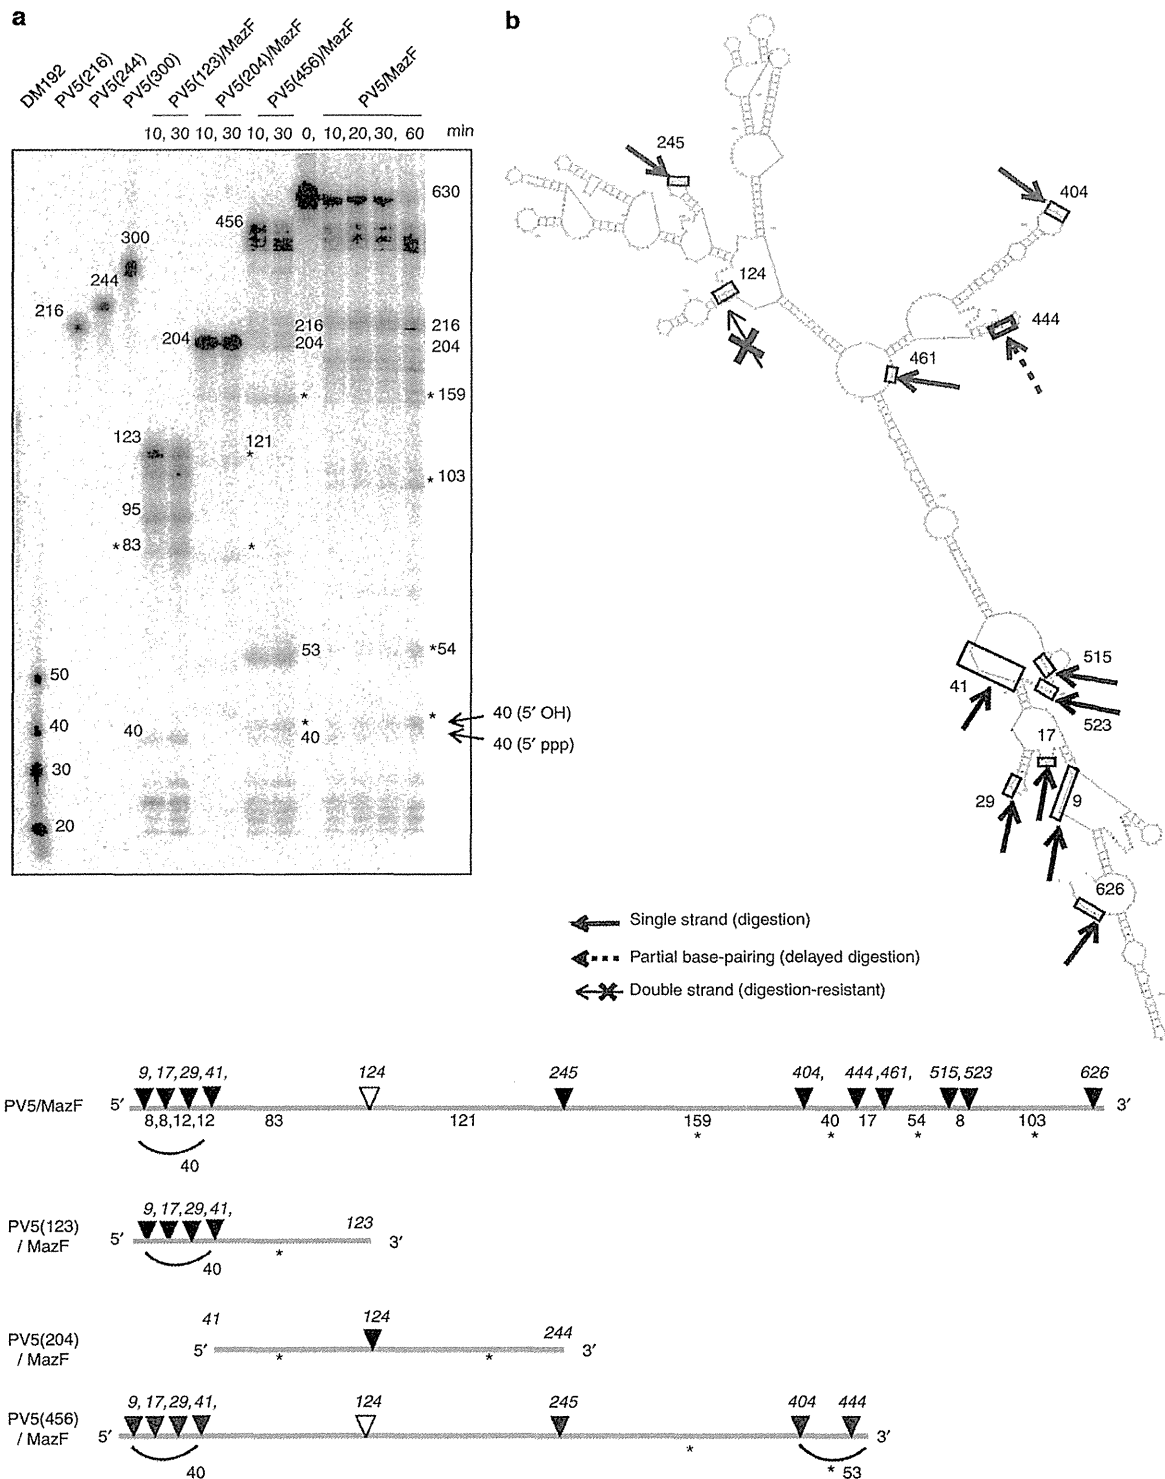 a
b
DM192
PV5(216)
PV5(244)
PV5(300)
PV5(123)/MazF
PV5(204)/MazF
PV5(456)/MazF
PV5/MazF
10, 30 10, 30 10, 30 0, 10, 20, 30, 60 min
630
456
300
244
216
204
216
204
216
204
* 159
*
123
121
*
* 103
95
* 83
*
53
* 54
50
40
40
*
40
*
40 (5′ OH)
40 (5′ ppp)
30
20
245
404
124
444
461
515
41
523
17
29
9
626
Single strand (digestion)
Partial base-pairing (delayed digestion)
Double strand (digestion-resistant)
9, 17, 29, 41, 124 245 404, 444, 461, 515, 523 626
PV5/MazF 5′ 3′
8,8,12,12 83 121 159 40 17 54 8 103
* * * *
40
9, 17, 29, 41, 123
PV5(123)
/ MazF
5′ 3′
*
40
41 124 244
PV5(204)
/ MazF
5′ 3′
* *
9, 17, 29, 41, 124 245 404 444
PV5(456)
/ MazF
5′ 3′
*
40 * 53